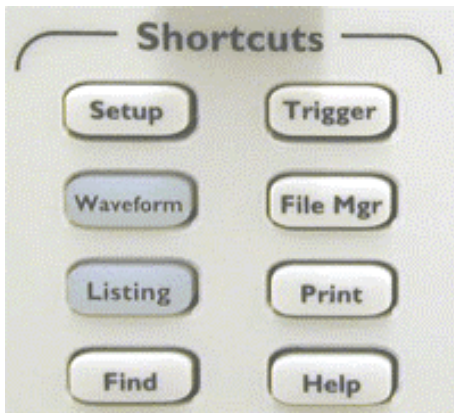 Shortcuts
Setup
Trigger
Waveform
File Mgr
Listing
Print
Find
Help